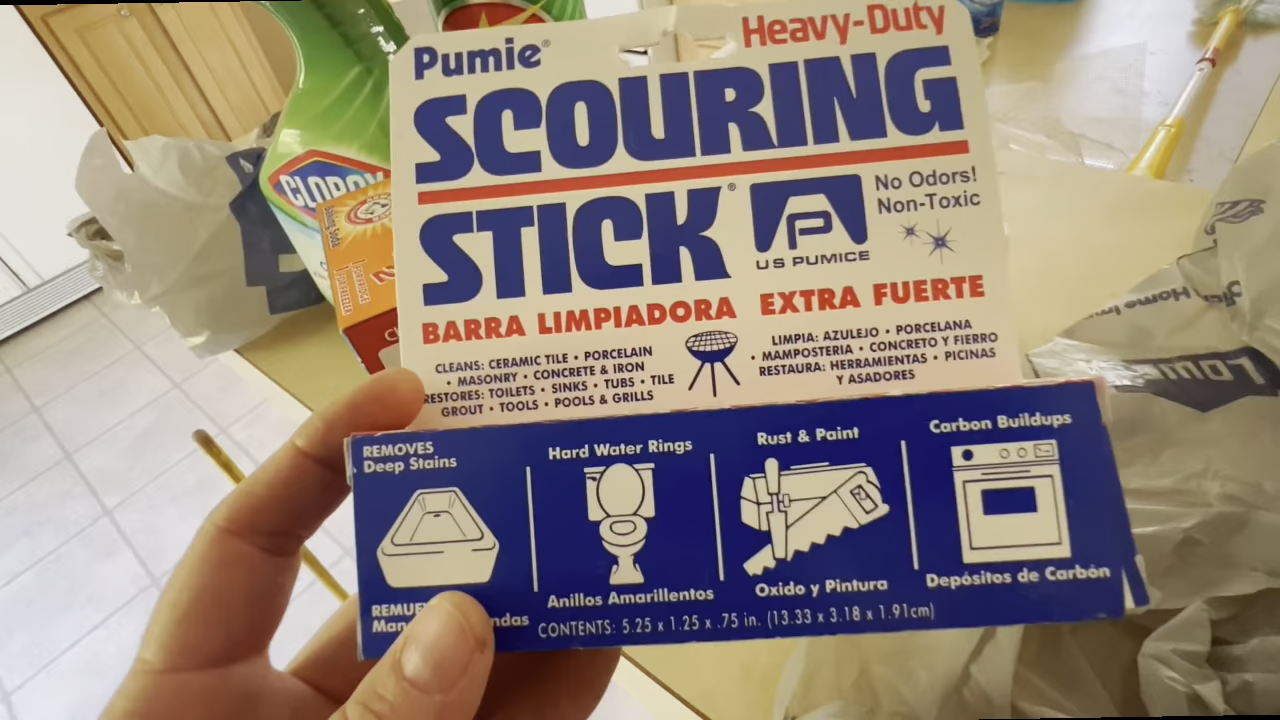 Pumie®
Heavy-Duty
SCOURING
STICK®
US PUMICE
No Odors!
Non-Toxic
BARRA LIMPIADORA EXTRA FUERTE
CLEANS: CERAMIC TILE • PORCELAIN
• MASONRY • CONCRETE & IRON
RESTORES: TOILETS • SINKS • TUBS • TILE
GROUT • TOOLS • POOLS & GRILLS
LIMPIA: AZULEJO • PORCELANA
• MAMPOSTERIA • CONCRETO Y FIERRO
RESTAURA: HERRAMIENTAS • PICINAS
Y ASADORES
REMOVES
Deep Stains
Hard Water Rings
Anillos Amarillentos
Rust & Paint
Oxido y Pintura
Carbon Buildups
Depósitos de Carbón
CONTENTS: 5.25 x 1.25 x .75 in. (13.33 x 3.18 x 1.91cm)
CLOROX